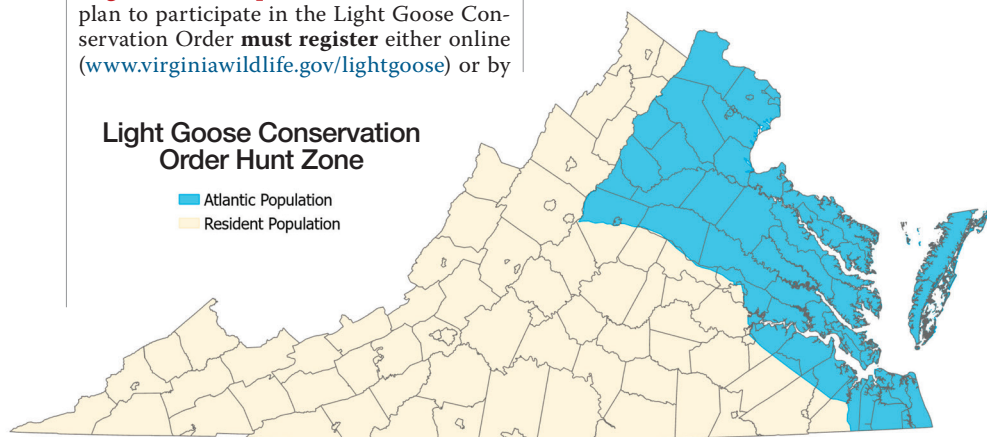 plan to participate in the Light Goose Con-
servation Order must register either online
(www.virginiawildlife.gov/lightgoose) or by
Light Goose Conservation
Order Hunt Zone
Atlantic Population
Resident Population